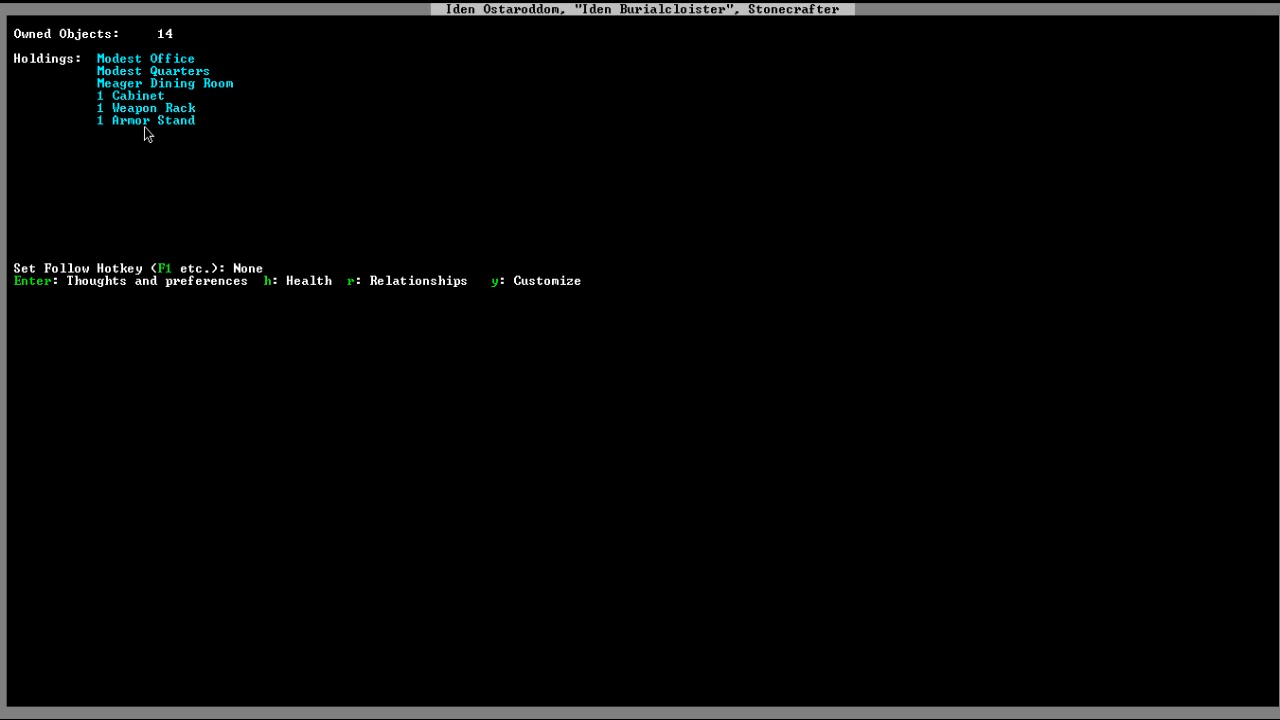 Iden Ostaroddom, "Iden Burialcloister", Stonecrafter
Owned Objects: 14
Holdings: Modest Office
Modest Quarters
Meager Dining Room
1 Cabinet
1 Weapon Rack
1 Armor Stand
Set Follow Hotkey (F1 etc.): None
Enter: Thoughts and preferences h: Health r: Relationships y: Customize